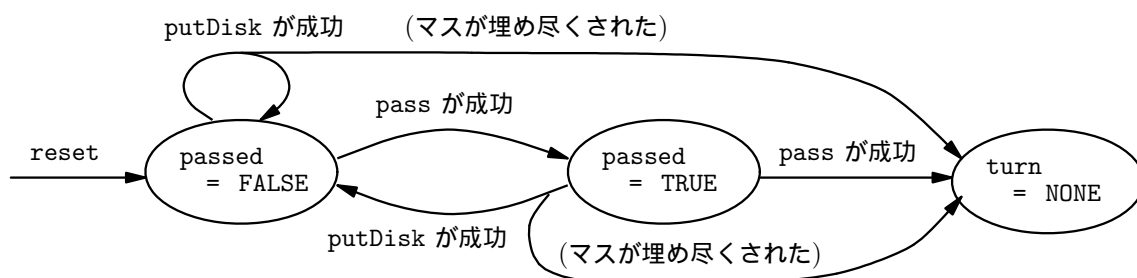 putDisk が成功
(マスが埋め尽くされた)
pass が成功
reset
passed
= FALSE
passed
= TRUE
pass が成功
turn
= NONE
putDisk が成功
(マスが埋め尽くされた)